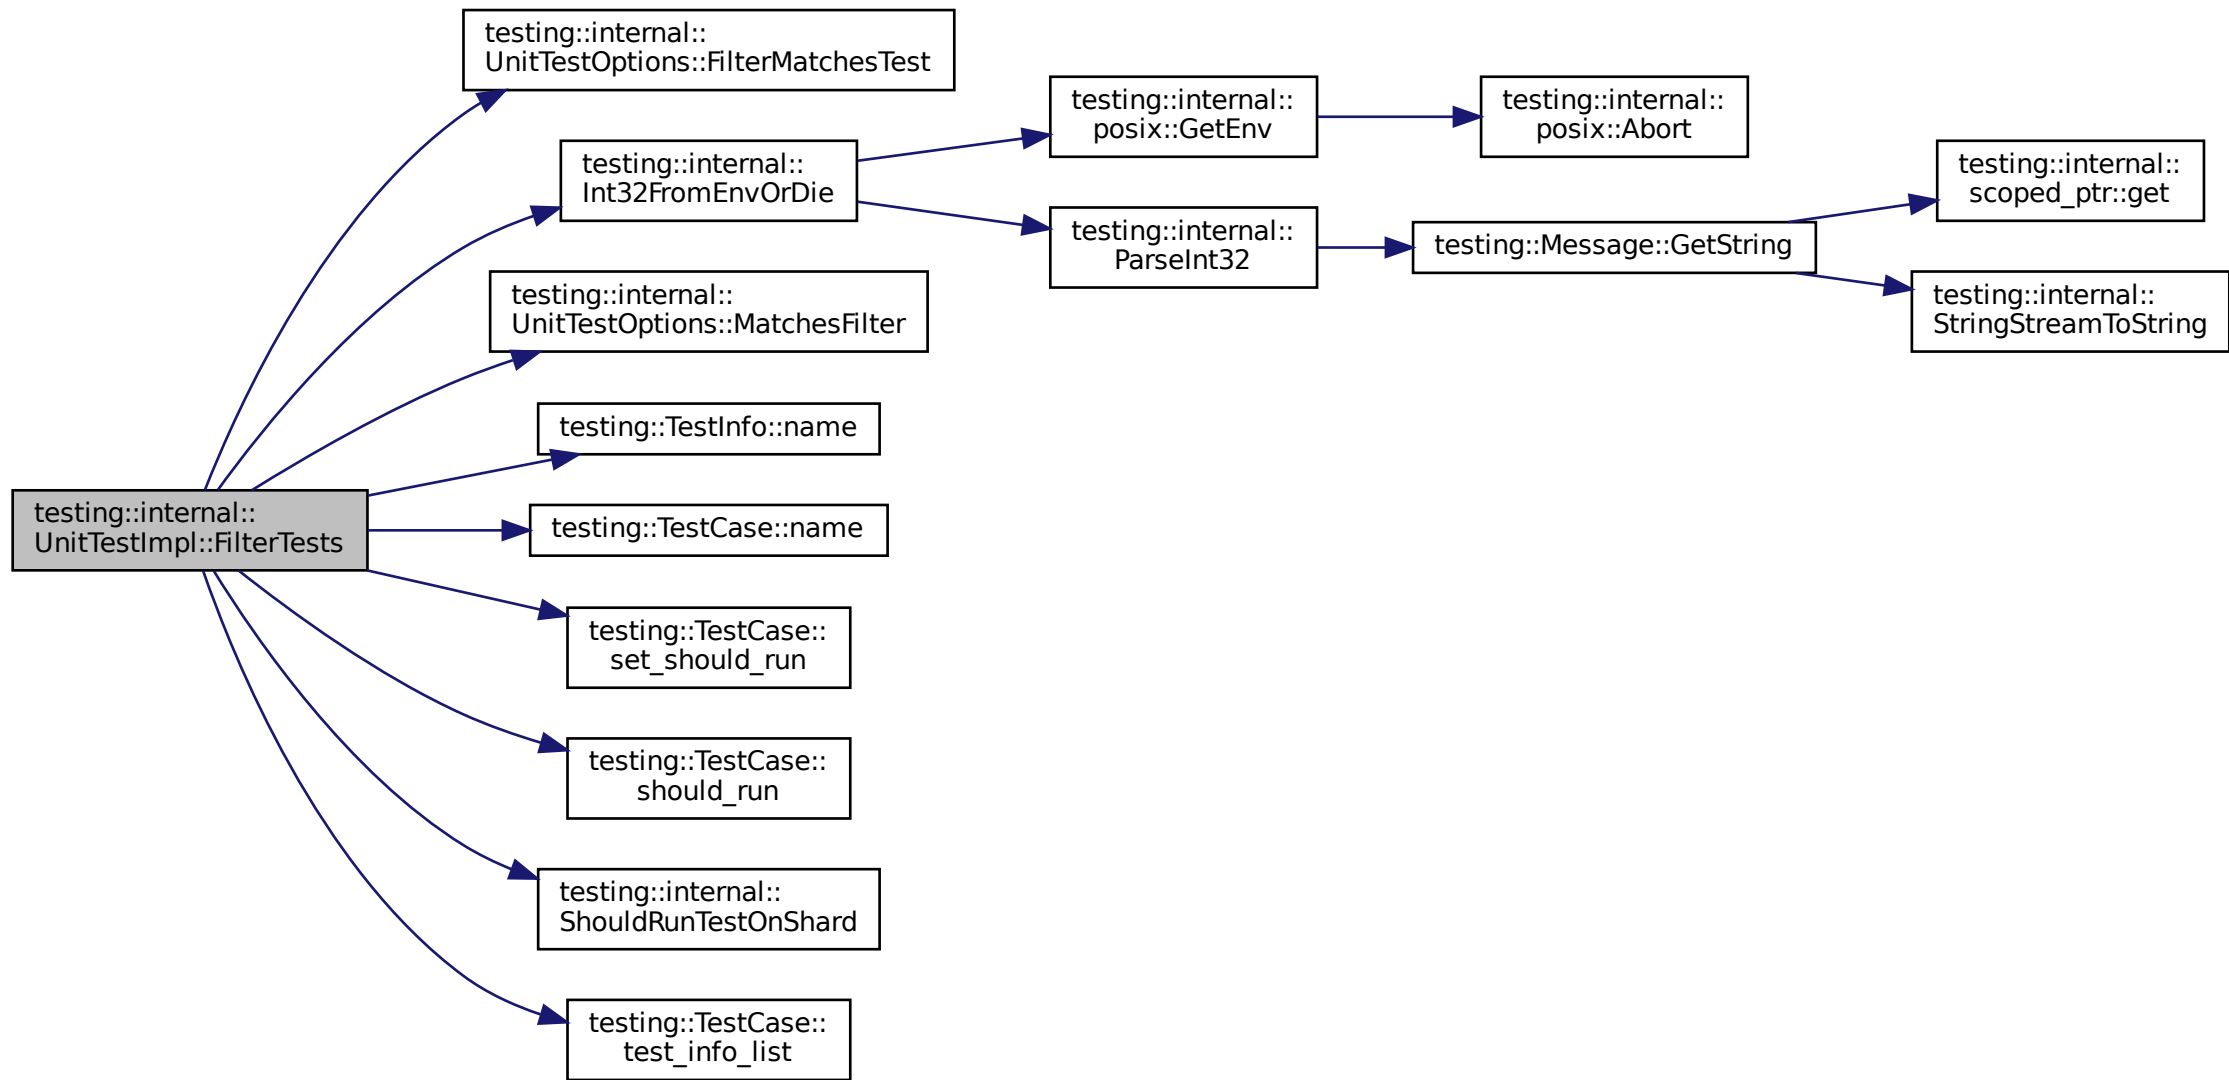 testing::internal::
UnitTestOptions::FilterMatchesTest
testing::internal::
posix::GetEnv
testing::internal::
posix::Abort
testing::internal::
Int32FromEnvOrDie
testing::internal::
scoped_ptr::get
testing::internal::
ParseInt32
testing::Message::GetString
testing::internal::
UnitTestOptions::MatchesFilter
testing::internal::
StringStreamToString
testing::TestInfo::name
testing::internal::
UnitTestImpl::FilterTests
testing::TestCase::name
testing::TestCase::
set_should_run
testing::TestCase::
should_run
testing::internal::
ShouldRunTestOnShard
testing::TestCase::
test_info_list